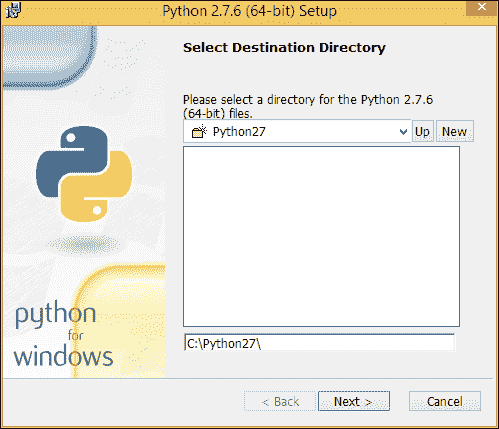 Python 2.7.6 (64-bit) Setup
Select Destination Directory
Please select a directory for the Python 2.7.6
(64-bit) files.
Python27
Up
New
C:\Python27\
python
for
windows
< Back
Next >
Cancel